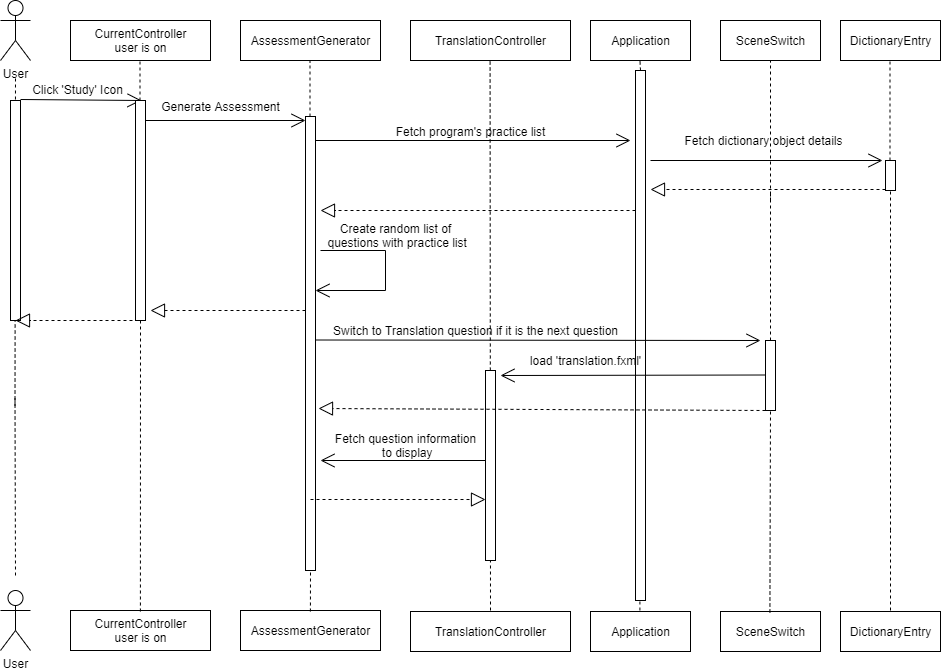 CurrentController
user is on
AssessmentGenerator
TranslationController
Application
SceneSwitch
DictionaryEntry
User
Click 'Study' Icon
Generate Assessment
Fetch program's practice list
Fetch dictionary object details
Create random list of
questions with practice list
Switch to Translation question if it is the next question
load 'translation.fxml'
Fetch question information
to display
CurrentController
user is on
AssessmentGenerator
TranslationController
Application
SceneSwitch
DictionaryEntry
User